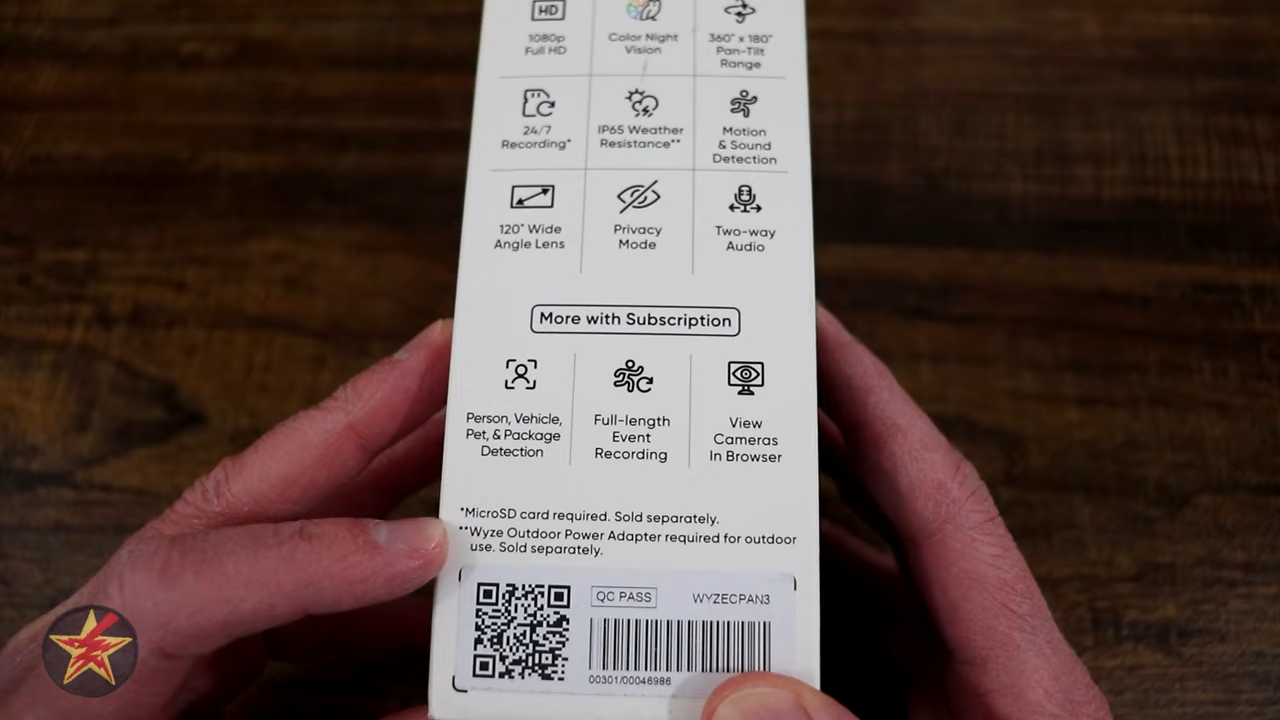 HD
1080p
Full HD
Color Night
Vision
360° x 180°
Pan-Tilt
Range
24/7
Recording*
IP65 Weather
Resistance**
Motion
& Sound
Detection
120° Wide
Angle Lens
Privacy
Mode
Two-way
Audio
More with Subscription
Person, Vehicle,
Pet, & Package
Detection
Full-length
Event
Recording
View
Cameras
In Browser
*MicroSD card required. Sold separately.
**Wyze Outdoor Power Adapter required for outdoor
use. Sold separately.
QC PASS
WYZECPAN3
00301/00046986